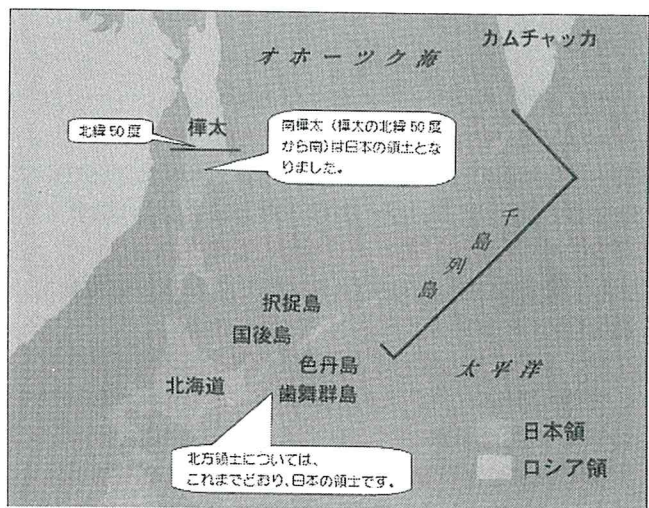 カムチャッカ
オホーツク海
北緯50度
樺太
南樺太（樺太の北緯50度
から南）は日本の領土とな
りました。
千島列島
択捉島
国後島
色丹島
北海道
歯舞群島
太平洋
北方領土については、
これまでどおり、日本の領土です。
日本領
ロシア領